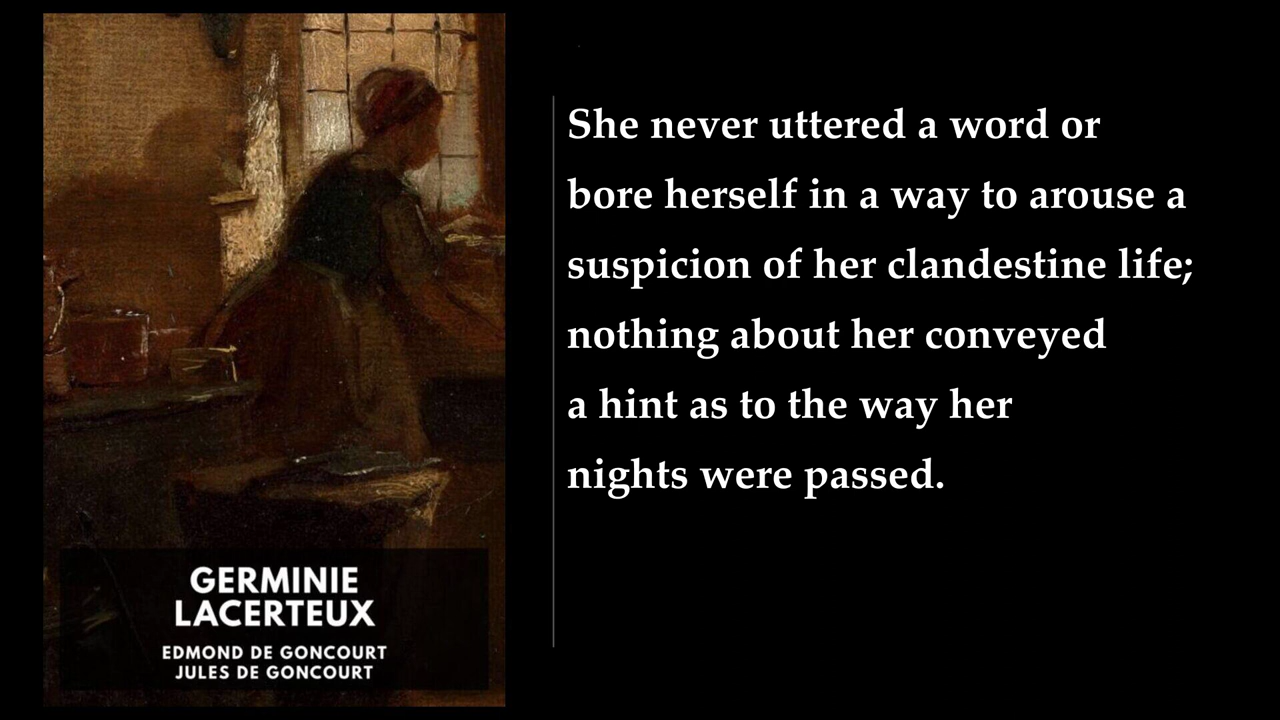 She never uttered a word or
bore herself in a way to arouse a
suspicion of her clandestine life;
nothing about her conveyed
a hint as to the way her
nights were passed.
GERMINIE
LACERTEUX
EDMOND DE GONCOURT
JULES DE GONCOURT